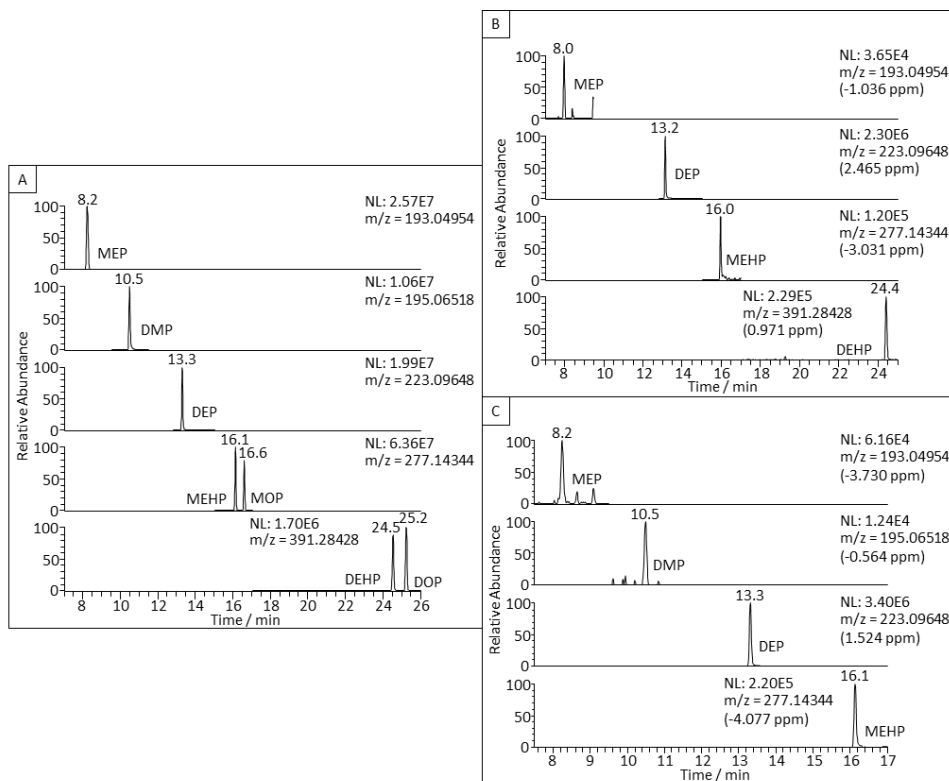 A
Relative Abundance
100
50
0
8.2
MEP
NL: 2.57E7
m/z = 193.04954
100
50
0
10.5
DMP
NL: 1.06E7
m/z = 195.06518
100
50
0
13.3
DEP
NL: 1.99E7
m/z = 223.09648
100
50
0
16.1
16.6
MEHP
MOP
NL: 6.36E7
m/z = 277.14344
100
50
0
NL: 1.70E6
m/z = 391.28428
24.5
25.2
DEHP
DOP
8 10 12 14 16 18 20 22 24 26
Time / min
B
Relative Abundance
100
50
0
8.0
MEP
NL: 3.65E4
m/z = 193.04954
(-1.036 ppm)
100
50
0
13.2
DEP
NL: 2.30E6
m/z = 223.09648
(2.465 ppm)
100
50
0
16.0
MEHP
NL: 1.20E5
m/z = 277.14344
(-3.031 ppm)
100
50
0
NL: 2.29E5
m/z = 391.28428
(0.971 ppm)
24.4
DEHP
8 10 12 14 16 18 20 22 24
Time / min
C
Relative Abundance
100
50
0
8.2
MEP
NL: 6.16E4
m/z = 193.04954
(-3.730 ppm)
100
50
0
10.5
DMP
NL: 1.24E4
m/z = 195.06518
(-0.564 ppm)
100
50
0
13.3
DEP
NL: 3.40E6
m/z = 223.09648
(1.524 ppm)
100
50
0
NL: 2.20E5
m/z = 277.14344
(-4.077 ppm)
16.1
MEHP
8 9 10 11 12 13 14 15 16 17
Time / min